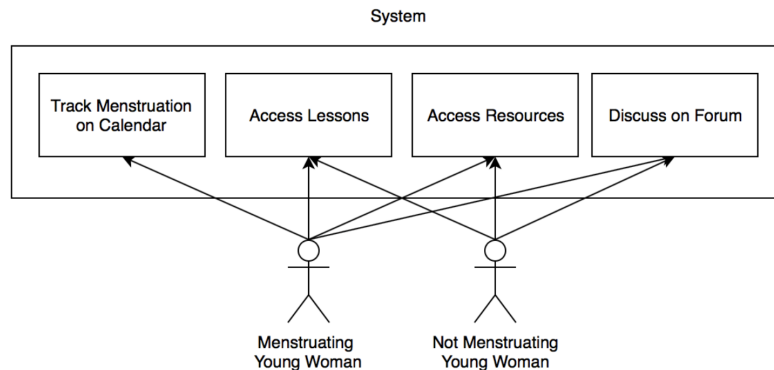 System
Track Menstruation
on Calendar
Access Lessons
Access Resources
Discuss on Forum
Menstruating
Young Woman
Not Menstruating
Young Woman